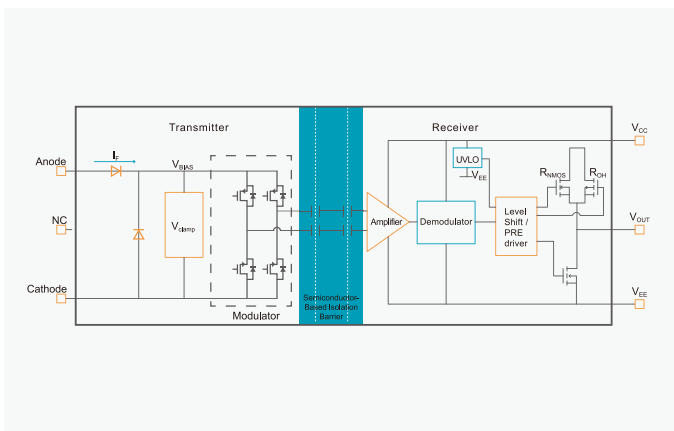 Transmitter
Receiver
Anode
IF
VBIAS
NC
Vclamp
Cathode
Modulator
Semiconductor-
Based Isolation
Barrier
Amplifier
Demodulator
UVLO
VEE
Level
Shift /
PRE
driver
RNMOS
ROH
VCC
VOUT
VEE